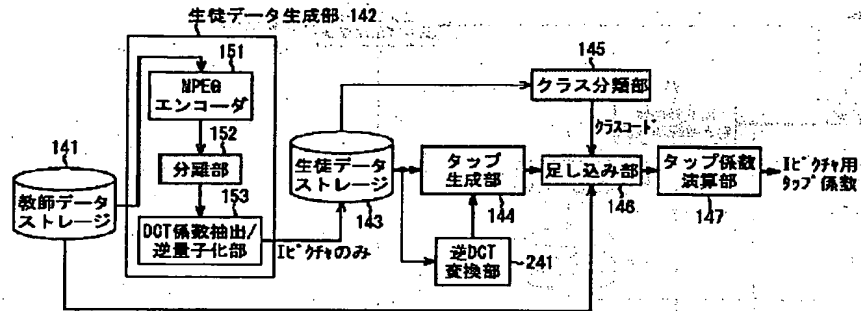 生徒データ生成部 142
151
MPEG
エンコーダ
152
分離部
153
DCT係数抽出/
逆量子化部
141
教師データ
ストレージ
Iピクチャのみ
生徒データ
ストレージ
143
145
クラス分類部
クラスコード
タップ
生成部
144
逆DCT
変換部
241
足し込み部
146
タップ係数
演算部
147
Iピクチャ用
タップ係数